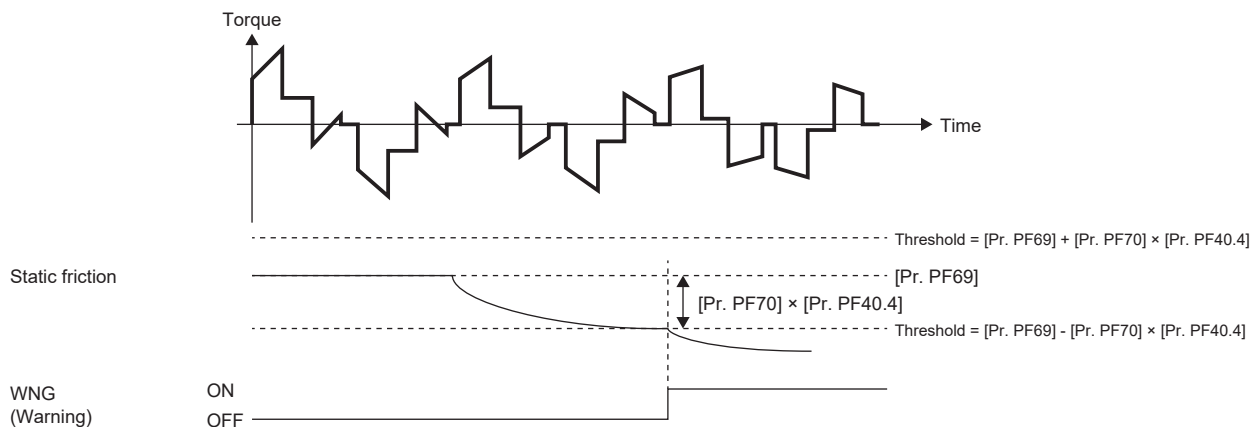 Torque
Time
Threshold = [Pr. PF69] + [Pr. PF70] × [Pr. PF40.4]
Static friction
[Pr. PF69]
[Pr. PF70] × [Pr. PF40.4]
Threshold = [Pr. PF69] - [Pr. PF70] × [Pr. PF40.4]
WNG
(Warning)
ON
OFF